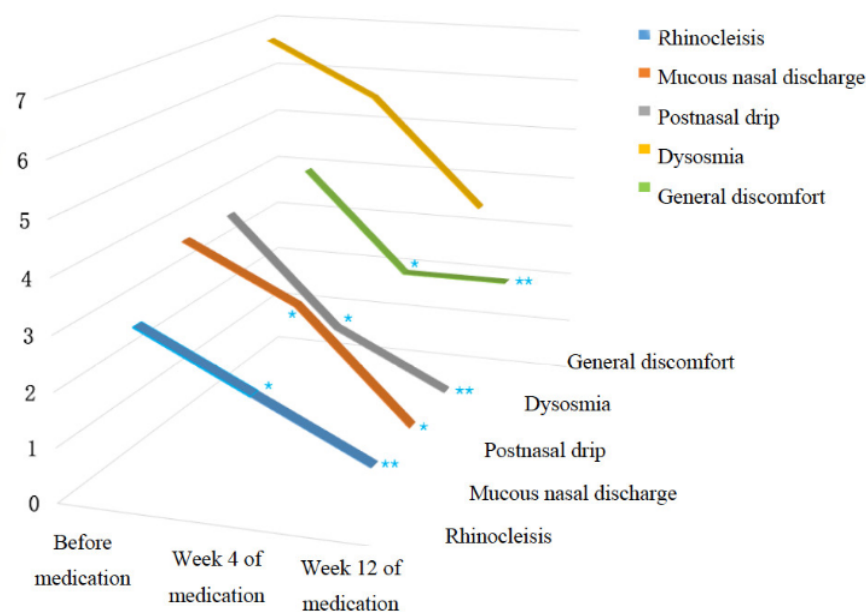 Rhinocleisis
Mucous nasal discharge
Postnasal drip
Dysosmia
General discomfort
7
6
5
4
3
2
1
0
*
**
*
*
**
*
*
**
General discomfort
Dysosmia
Postnasal drip
Mucous nasal discharge
Rhinocleisis
Before
medication
Week 4 of
medication
Week 12 of
medication